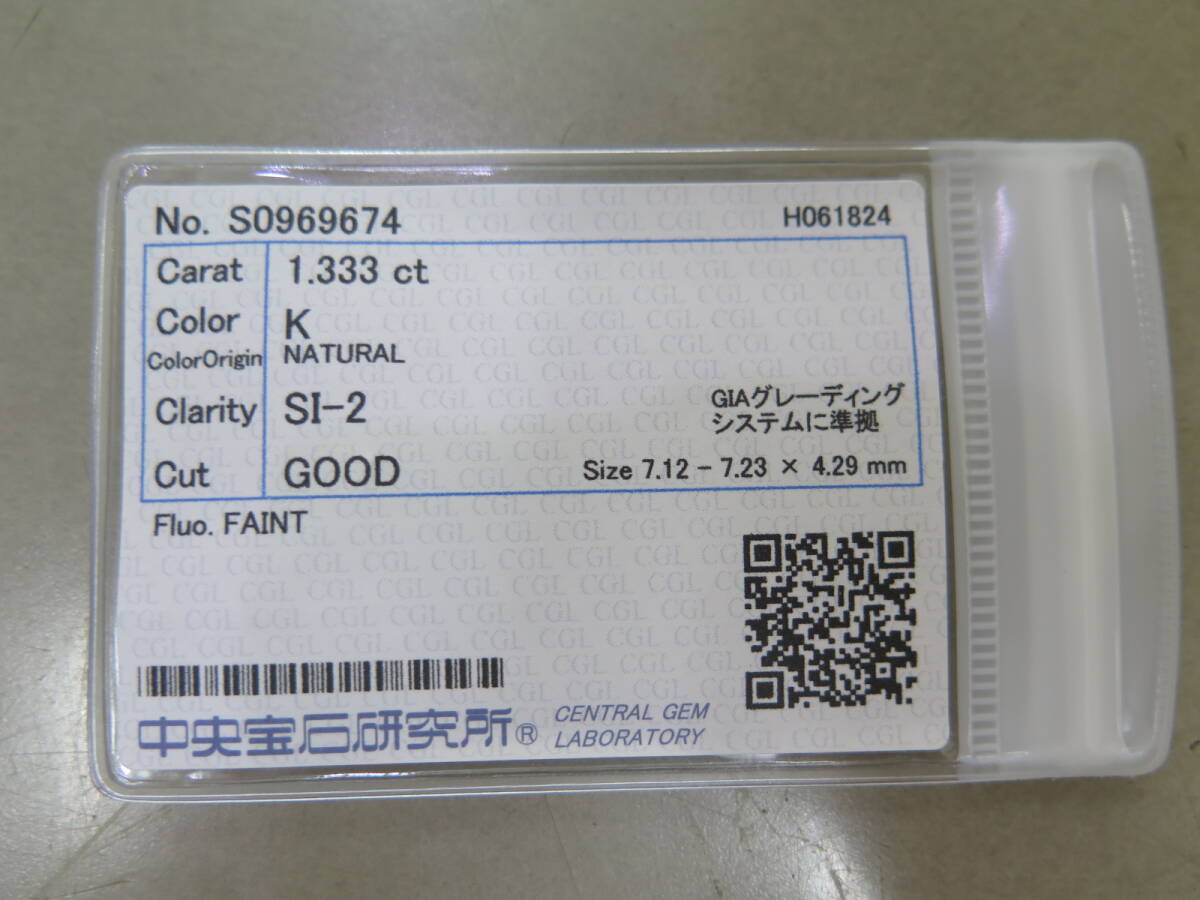 No. S0969674 H061824
Carat 1.333 ct
Color K
ColorOrigin NATURAL
Clarity SI-2
GIAグレーディング
システムに準拠
Cut GOOD Size 7.12 - 7.23 × 4.29 mm
Fluo. FAINT
中央宝石研究所® CENTRAL GEM
LABORATORY